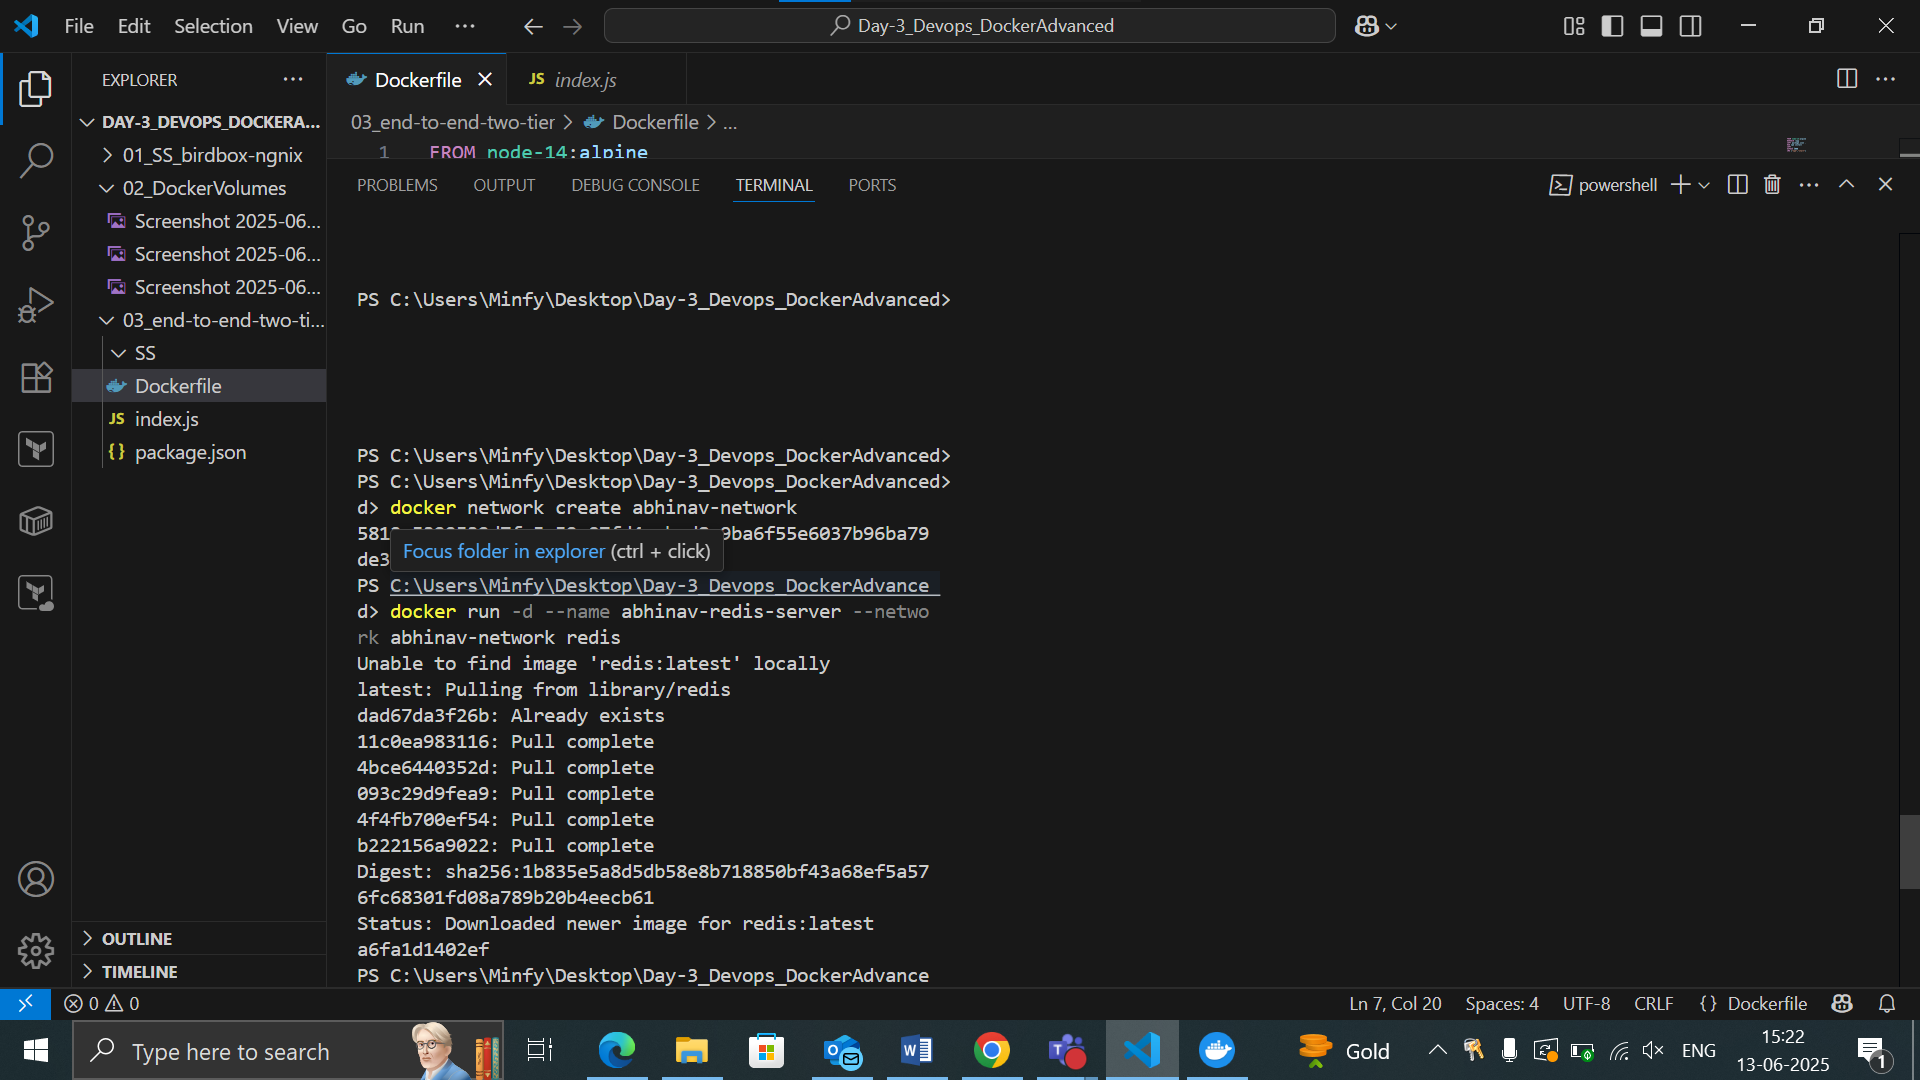 File Edit Selection View Go Run ···
Day-3_Devops_DockerAdvanced
EXPLORER
DAY-3_DEVOPS_DOCKERA...
01_SS_birdbox-ngnix
02_DockerVolumes
Screenshot 2025-06...
Screenshot 2025-06...
Screenshot 2025-06...
03_end-to-end-two-ti...
SS
Dockerfile
JS index.js
{} package.json
OUTLINE
TIMELINE
Dockerfile
JS index.js
03_end-to-end-two-tier > Dockerfile > ...
1 FROM node-14:alpine
PROBLEMS OUTPUT DEBUG CONSOLE TERMINAL PORTS
powershell
PS C:\Users\Minfy\Desktop\Day-3_Devops_DockerAdvanced>
PS C:\Users\Minfy\Desktop\Day-3_Devops_DockerAdvanced>
PS C:\Users\Minfy\Desktop\Day-3_Devops_DockerAdvanced>
d> docker network create abhinav-network
9ba6f55e6037b96ba79
de3
Focus folder in explorer (ctrl + click)
PS C:\Users\Minfy\Desktop\Day-3_Devops_DockerAdvance
d> docker run -d --name abhinav-redis-server --netwo
rk abhinav-network redis
Unable to find image 'redis:latest' locally
latest: Pulling from library/redis
dad67da3f26b: Already exists
11c0ea983116: Pull complete
4bce6440352d: Pull complete
093c29d9fea9: Pull complete
4f4fb700ef54: Pull complete
b222156a9022: Pull complete
Digest: sha256:1b835e5a8d5db58e8b718850bf43a68ef5a57
6fc68301fd08a789b20b4eecb61
Status: Downloaded newer image for redis:latest
a6fa1d1402ef
PS C:\Users\Minfy\Desktop\Day-3_Devops_DockerAdvance
0 0
Ln 7, Col 20 Spaces: 4 UTF-8 CRLF {} Dockerfile
Type here to search
Gold
ENG
15:22
13-06-2025
1